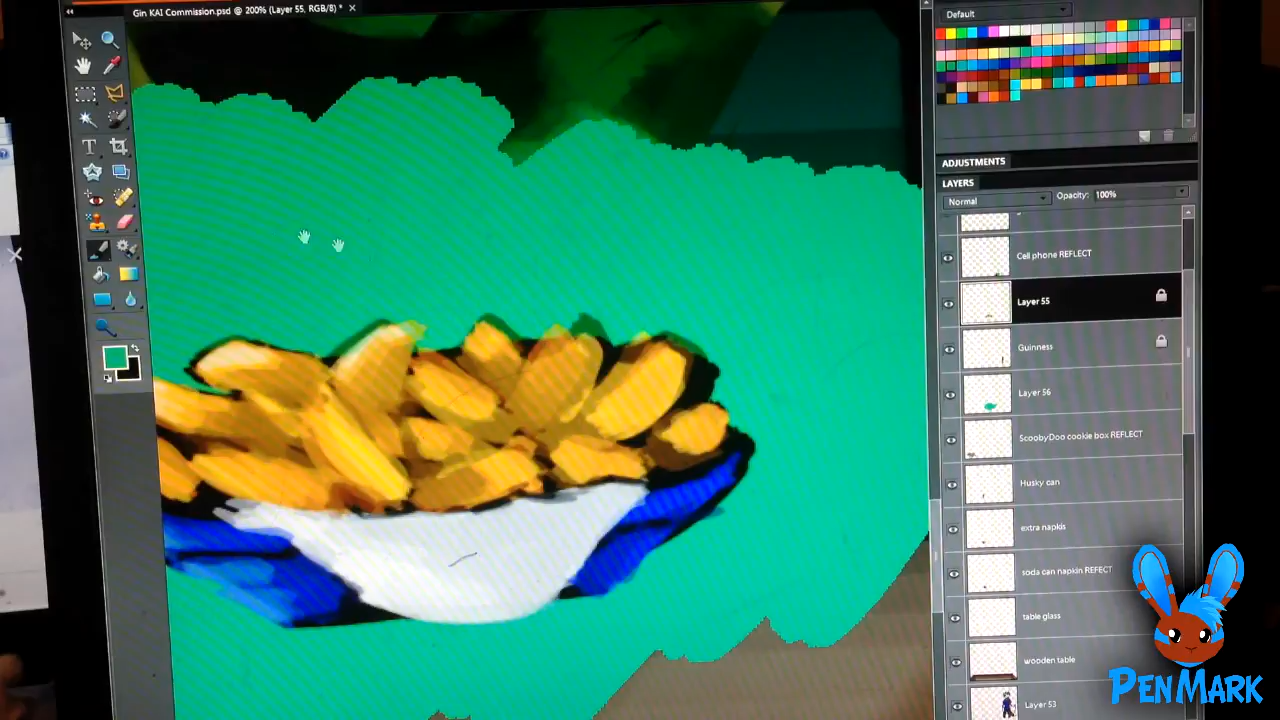 Gin KAI Commission.psd @ 200% (Layer 55, RGB/8) *
Default
ADJUSTMENTS
LAYERS
Normal
Opacity: 100%
Cell phone REFLECT
Layer 55
Guinness
Layer 56
ScoobyDoo cookie box REFLECT
Husky can
extra napkis
soda can napkin REFECT
table glass
wooden table
Layer 53
PENMARK